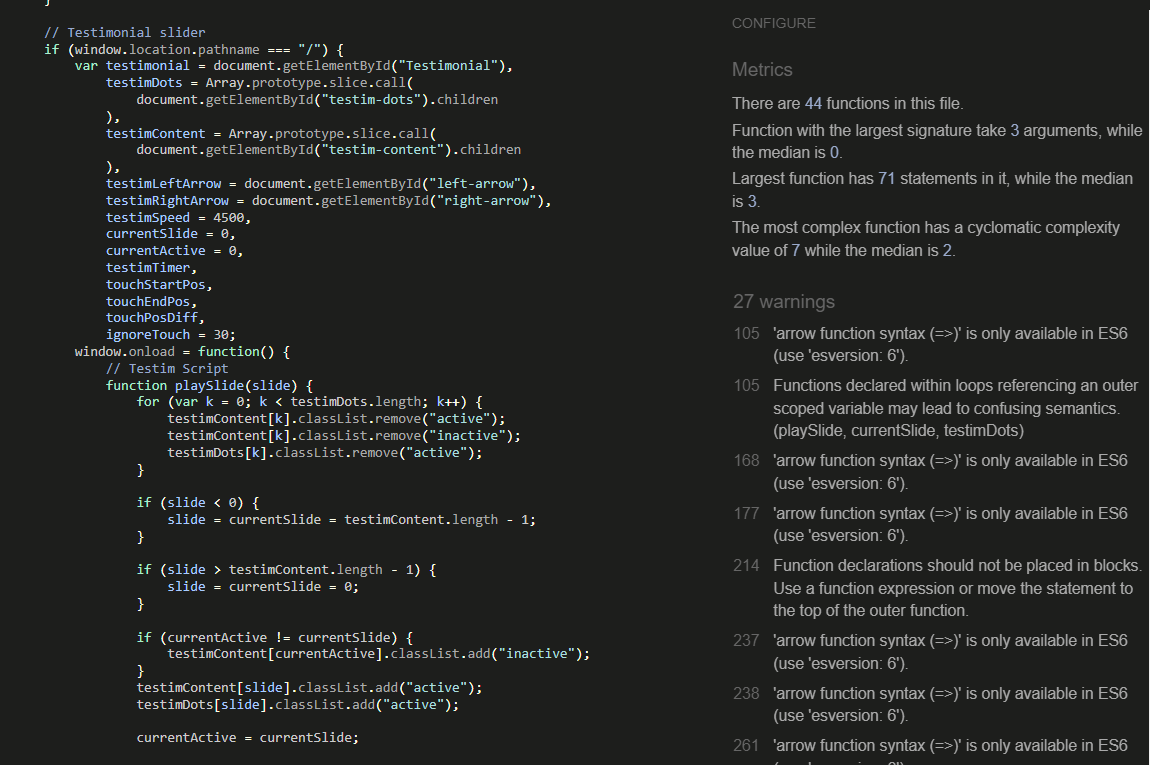 }
// Testimonial slider
if (window.location.pathname === "/") {
var testimonial = document.getElementById("Testimonial"),
testimDots = Array.prototype.slice.call(
document.getElementById("testim-dots").children
),
testimContent = Array.prototype.slice.call(
document.getElementById("testim-content").children
),
testimLeftArrow = document.getElementById("left-arrow"),
testimRightArrow = document.getElementById("right-arrow"),
testimSpeed = 4500,
currentSlide = 0,
currentActive = 0,
testimTimer,
touchStartPos,
touchEndPos,
touchPosDiff,
ignoreTouch = 30;
window.onload = function() {
// Testim Script
function playSlide(slide) {
for (var k = 0; k < testimDots.length; k++) {
testimContent[k].classList.remove("active");
testimContent[k].classList.remove("inactive");
testimDots[k].classList.remove("active");
}
if (slide < 0) {
slide = currentSlide = testimContent.length - 1;
}
if (slide > testimContent.length - 1) {
slide = currentSlide = 0;
}
if (currentActive != currentSlide) {
testimContent[currentActive].classList.add("inactive");
}
testimContent[slide].classList.add("active");
testimDots[slide].classList.add("active");
currentActive = currentSlide;
CONFIGURE
Metrics
There are 44 functions in this file.
Function with the largest signature take 3 arguments, while
the median is 0.
Largest function has 71 statements in it, while the median
is 3.
The most complex function has a cyclomatic complexity
value of 7 while the median is 2.
27 warnings
105 'arrow function syntax (=>)' is only available in ES6
(use 'esversion: 6').
105 Functions declared within loops referencing an outer
scoped variable may lead to confusing semantics.
(playSlide, currentSlide, testimDots)
168 'arrow function syntax (=>)' is only available in ES6
(use 'esversion: 6').
177 'arrow function syntax (=>)' is only available in ES6
(use 'esversion: 6').
214 Function declarations should not be placed in blocks.
Use a function expression or move the statement to
the top of the outer function.
237 'arrow function syntax (=>)' is only available in ES6
(use 'esversion: 6').
238 'arrow function syntax (=>)' is only available in ES6
(use 'esversion: 6').
261 'arrow function syntax (=>)' is only available in ES6